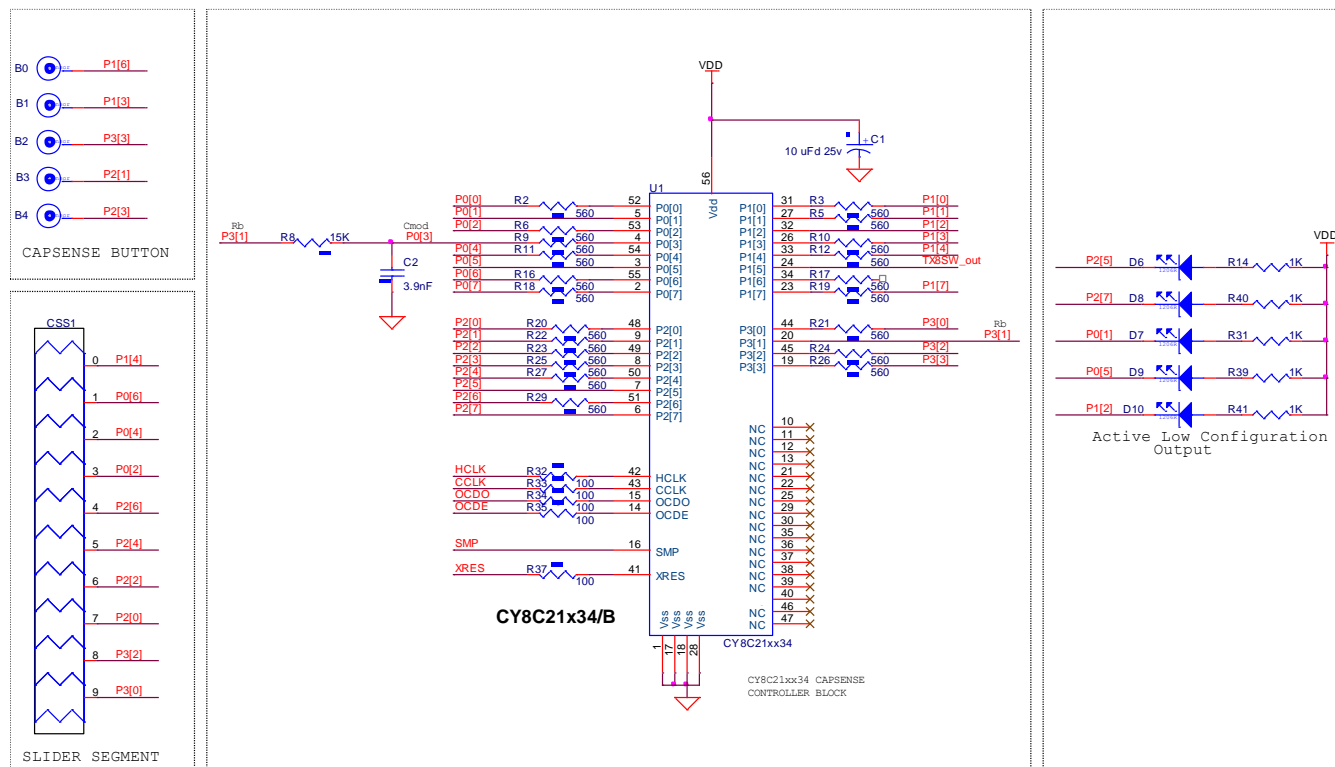 B0 P1[6]
B1 P1[3]
B2 P3[3]
B3 P2[1]
B4 P2[3]
CAPSENSE BUTTON
CSS1
0 P1[4]
1 P0[6]
2 P0[4]
3 P0[2]
4 P2[6]
5 P2[4]
6 P2[2]
7 P2[0]
8 P3[2]
9 P3[0]
SLIDER SEGMENT
VDD
C1
10 uFd 25v
56
Vdd
U1
Rb
P3[1] R8 15K
Cmod
P0[3]
C2
3.9nF
P0[0] R2 52 P0[0]
P0[1] 560 5 P0[1]
P0[2] R6 53 P0[2]
R9 560 4 P0[3]
P0[4] R11 560 54 P0[4]
P0[5] 560 3 P0[5]
P0[6] R16 55 P0[6]
P0[7] R18 560 2 P0[7]
560
P2[0] R20 48 P2[0]
P2[1] R22 560 9 P2[1]
P2[2] R23 560 49 P2[2]
P2[3] R25 560 8 P2[3]
P2[4] R27 560 50 P2[4]
P2[5] 560 7 P2[5]
P2[6] R29 51 P2[6]
P2[7] 560 6 P2[7]
HCLK R32 42 HCLK
CCLK R33 100 43 CCLK
OCDO R34 100 15 OCDO
OCDE R35 100 14 OCDE
100
SMP 16 SMP
XRES R37 41 XRES
100
P1[0] 31 R3 P1[0]
P1[1] 27 R5 560 P1[1]
P1[2] 32 560 P1[2]
P1[3] 26 R10 P1[3]
P1[4] 33 R12 560 P1[4]
P1[5] 24 560 TX8SW_out
P1[6] 34 R17
P1[7] 23 R19 560 P1[7]
560
P3[0] 44 R21 P3[0]
P3[1] 20 560 Rb P3[1]
P3[2] 45 R24 P3[2]
P3[3] 19 R26 560 P3[3]
560
NC 10
NC 11
NC 12
NC 13
NC 21
NC 22
NC 25
NC 29
NC 30
NC 35
NC 36
NC 37
NC 38
NC 39
40
NC 46
NC 47
Vss Vss Vss Vss
1 17 18 28
CY8C21x34/B
CY8C21xx34
CY8C21xx34 CAPSENSE
CONTROLLER BLOCK
VDD
P2[5] D6 R14 1K
P2[7] D8 R40 1K
P0[1] D7 R31 1K
P0[5] D9 R39 1K
P1[2] D10 R41 1K
Active Low Configuration
Output